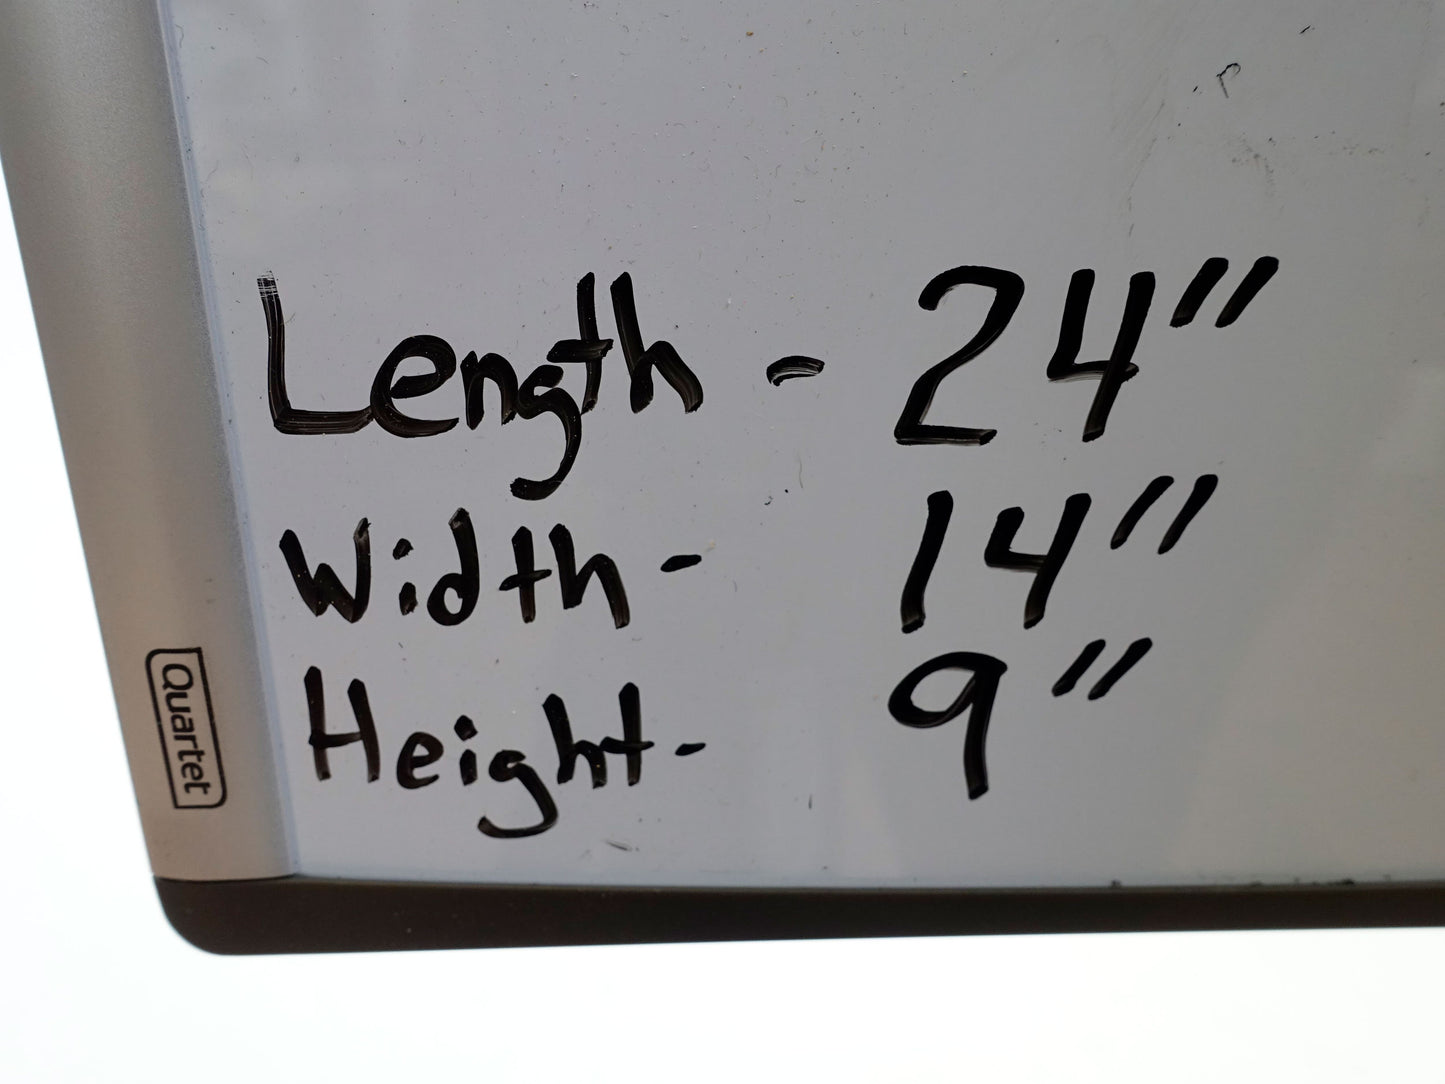 Length - 24"
Width - 14"
Height - 9"
Quartet